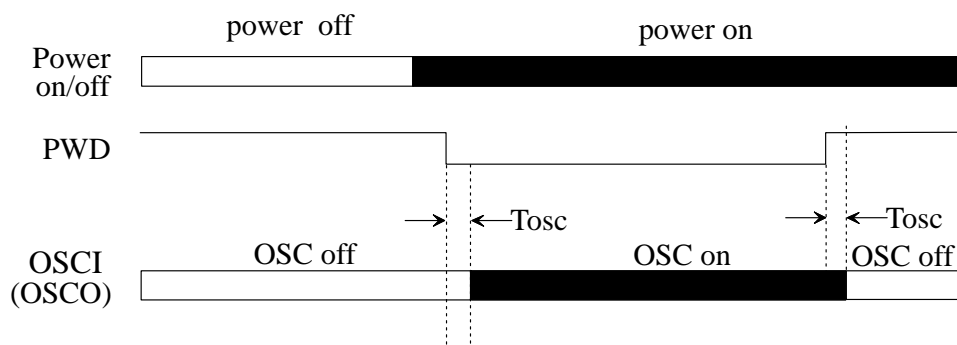 power off
power on
Power
on/off
PWD
Tosc
Tosc
OSC off
OSC on
OSC off
OSCI
(OSCO)